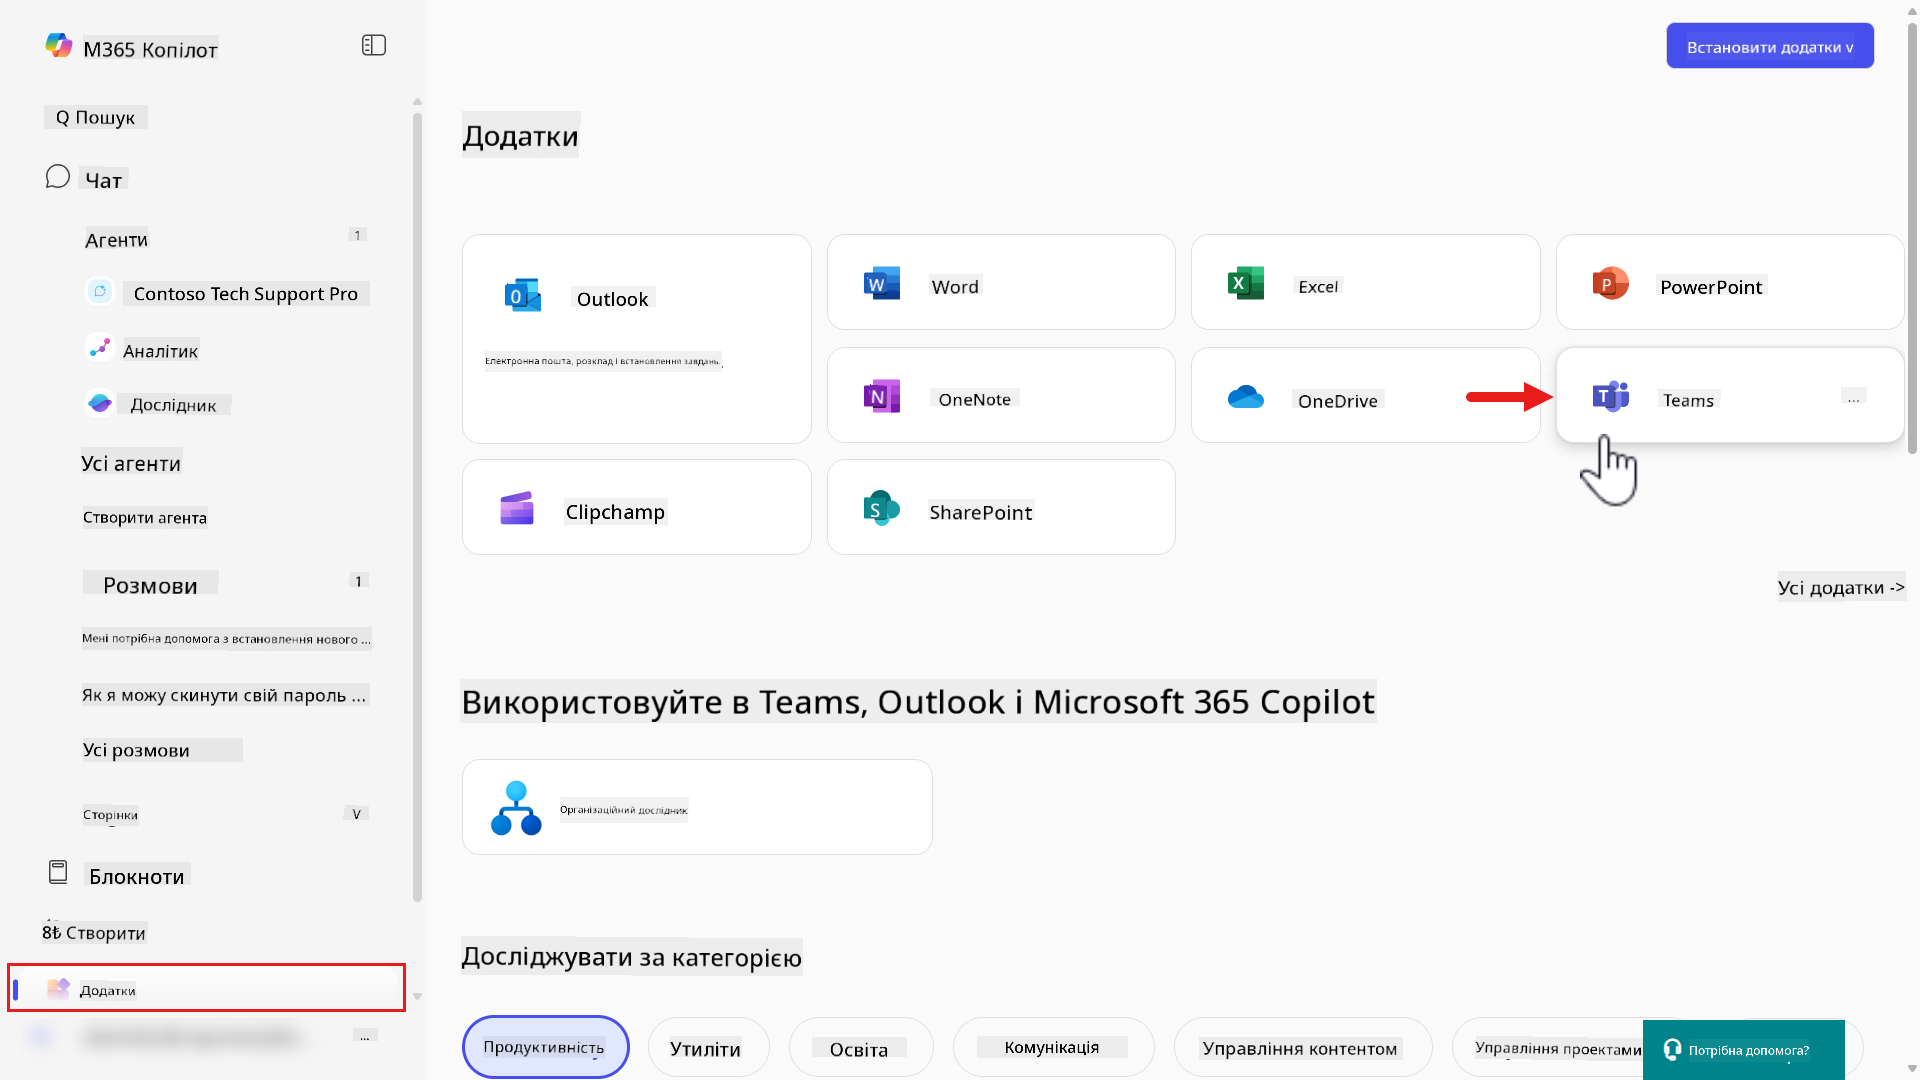 М365 Копілот
Q Пошук
Чат
Агенти 1
Contoso Tech Support Pro
Аналітик
Дослідник
Усі агенти
Створити агента
Розмови 1
Мені потрібна допомога з встановлення нового ...
Як я можу скинути свій пароль ...
Усі розмови
Сторінки V
Блокноти
8₺ Створити
Додатки
...
Встановити додатки v
Додатки
Outlook
Електронна пошта, розклад і встановлення завдань.
Word
Excel
PowerPoint
OneNote
OneDrive
Teams ...
Clipchamp
SharePoint
Усі додатки ->
Використовуйте в Teams, Outlook і Microsoft 365 Copilot
Організаційний дослідник
Досліджувати за категорією
Продуктивність
Утиліти
Освіта
Комунікація
Управління контентом
Управління проектами
Потрібна допомога?